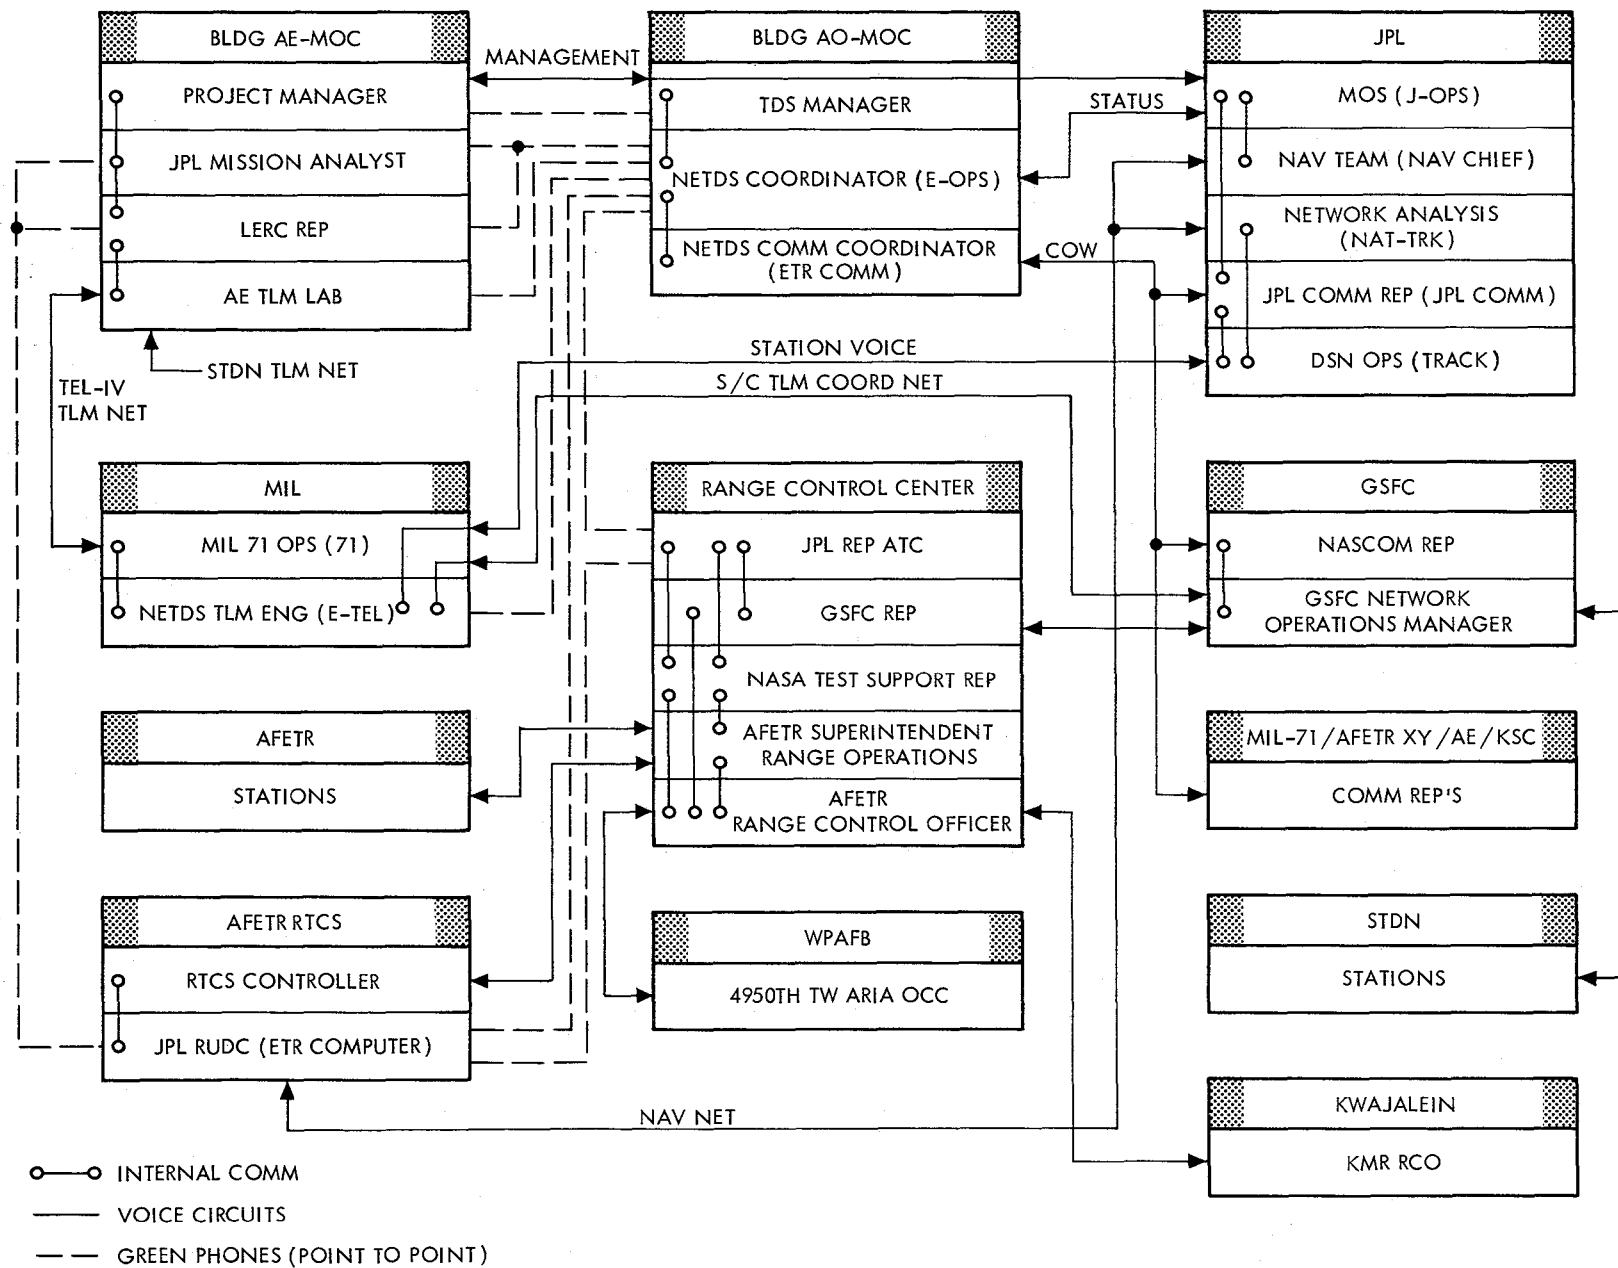 BLDG AE-MOC
PROJECT MANAGER
JPL MISSION ANALYST
LERC REP
AE TLM LAB
STDN TLM NET
TEL-IV
TLM NET
MANAGEMENT
BLDG AO-MOC
TDS MANAGER
NETDS COORDINATOR (E-OPS)
NETDS COMM COORDINATOR
(ETR COMM)
STATUS
COW
JPL
MOS (J-OPS)
NAV TEAM (NAV CHIEF)
NETWORK ANALYSIS
(NAT-TRK)
JPL COMM REP (JPL COMM)
DSN OPS (TRACK)
STATION VOICE
S/C TLM COORD NET
MIL
MIL 71 OPS (71)
NETDS TLM ENG (E-TEL)
RANGE CONTROL CENTER
JPL REP ATC
GSFC REP
NASA TEST SUPPORT REP
AFETR SUPERINTENDENT
RANGE OPERATIONS
AFETR
RANGE CONTROL OFFICER
GSFC
NASCOM REP
GSFC NETWORK
OPERATIONS MANAGER
AFETR
STATIONS
MIL-71/AFETR XY/AE/KSC
COMM REP'S
AFETR RTCS
RTCS CONTROLLER
JPL RUDC (ETR COMPUTER)
WPAFB
4950TH TW ARIA OCC
STDN
STATIONS
KWAJALEIN
KMR RCO
NAV NET
INTERNAL COMM
VOICE CIRCUITS
GREEN PHONES (POINT TO POINT)